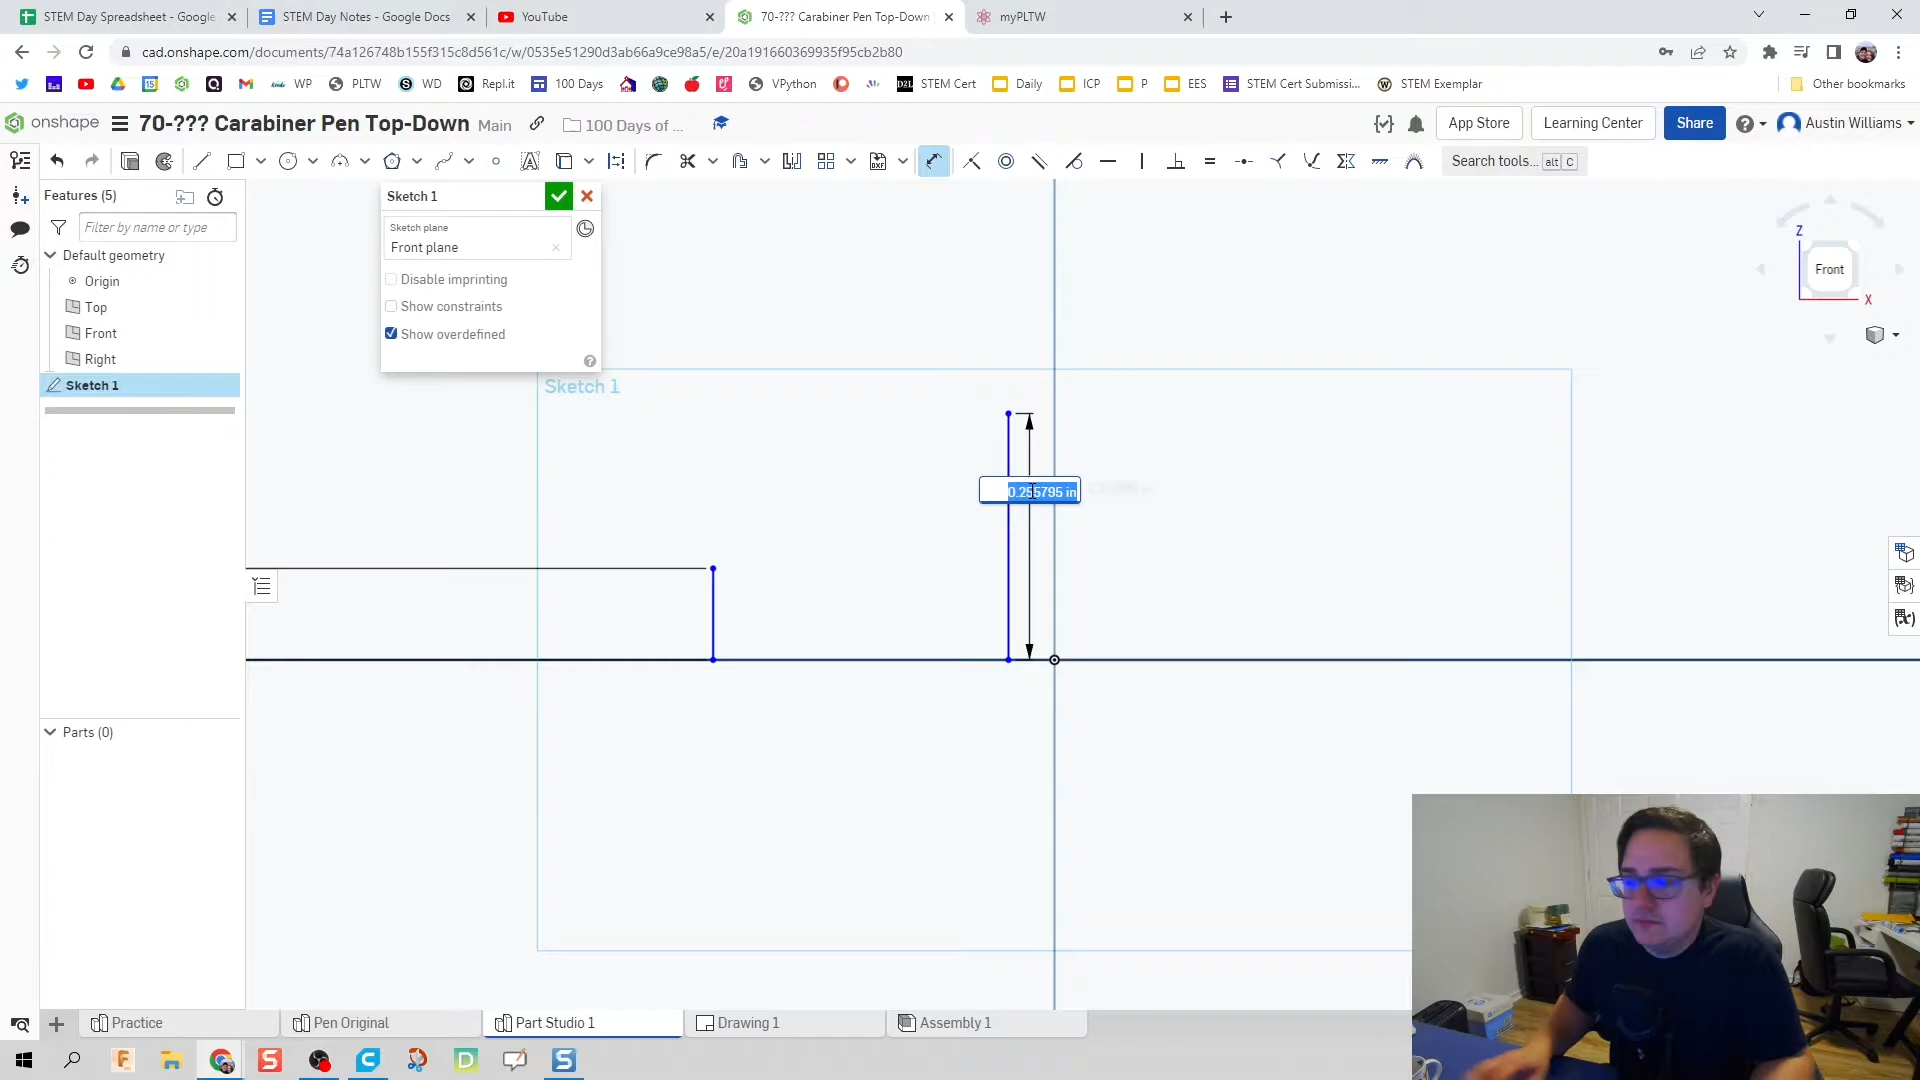 STEM Day Spreadsheet - Google
STEM Day Notes - Google Docs
YouTube
70-??? Carabiner Pen Top-Down
myPLTW
cad.onshape.com/documents/74a126748b155f315c8d561c/w/0535e51290d3ab66a9ce98a5/e/20a191660369935f95cb2b80
WP
PLTW
WD
Repl.it
100 Days
VPython
STEM Cert
Daily
ICP
P
EES
STEM Cert Submissi...
STEM Exemplar
Other bookmarks
onshape
70-??? Carabiner Pen Top-Down
Main
100 Days of ...
App Store
Learning Center
Share
Austin Williams
Search tools...
alt
C
Features (5)
Filter by name or type
Default geometry
Origin
Top
Front
Right
Sketch 1
Parts (0)
Sketch 1
Sketch plane
Front plane
Disable imprinting
Show constraints
Show overdefined
Sketch 1
0.255795 in
Z
Front
X
Practice
Pen Original
Part Studio 1
Drawing 1
Assembly 1